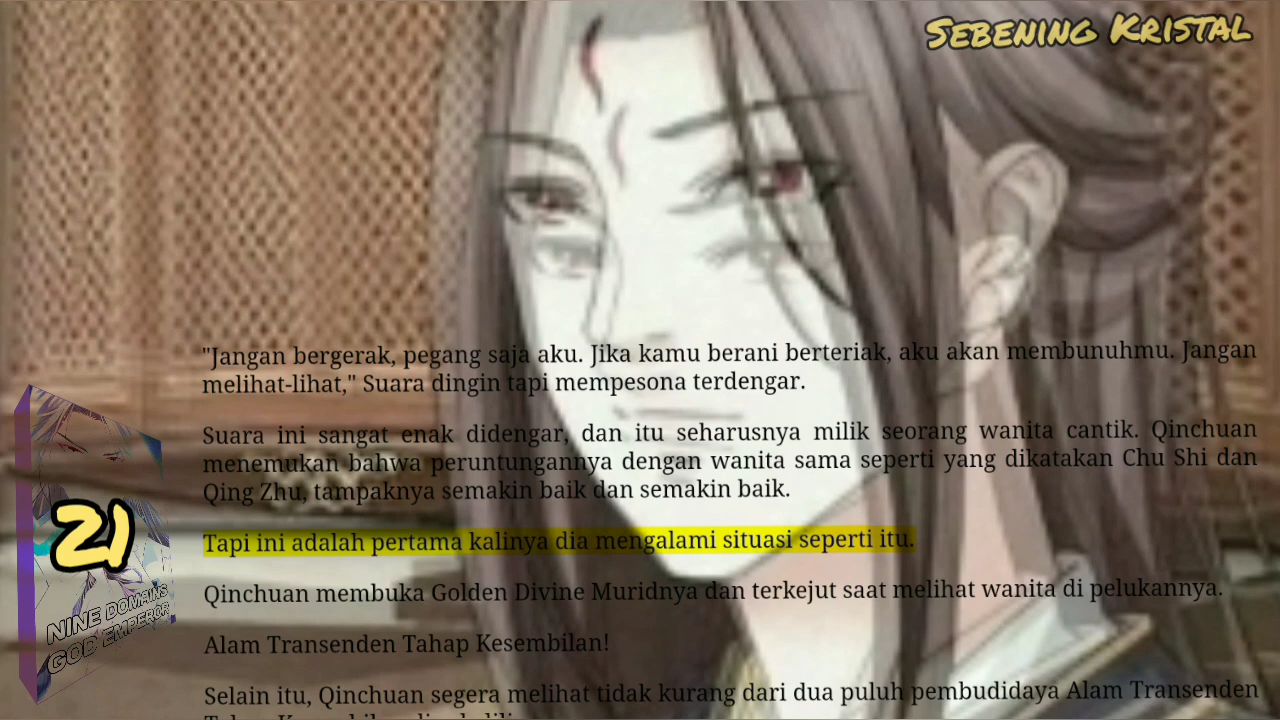 Sebening Kristal
"Jangan bergerak, pegang saja aku. Jika kamu berani berteriak, aku akan membunuhmu. Jangan
melihat-lihat," Suara dingin tapi mempesona terdengar.
Suara ini sangat enak didengar, dan itu seharusnya milik seorang wanita cantik. Qinchuan
menemukan bahwa peruntungannya dengan wanita sama seperti yang dikatakan Chu Shi dan
Qing Zhu, tampaknya semakin baik dan semakin baik.
Tapi ini adalah pertama kalinya dia mengalami situasi seperti itu.
Qinchuan membuka Golden Divine Muridnya dan terkejut saat melihat wanita di pelukannya.
Alam Transenden Tahap Kesembilan!
Selain itu, Qinchuan segera melihat tidak kurang dari dua puluh pembudidaya Alam Transenden
21
NINE DOMAINS
GOD EMPEROR